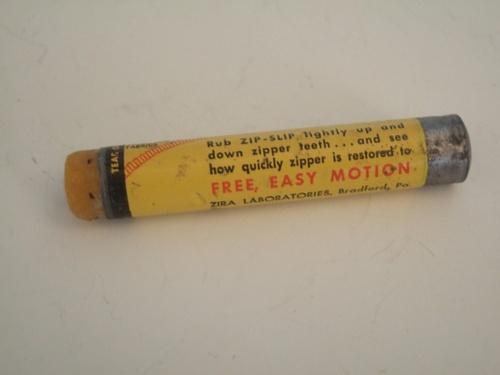 FABRICS
Rub ZIP-SLIP lightly up and
down zipper teeth...and see
how quickly zipper is restored to
FREE, EASY MOTION
ZIRA LABORATORIES, Bradford, Pa.